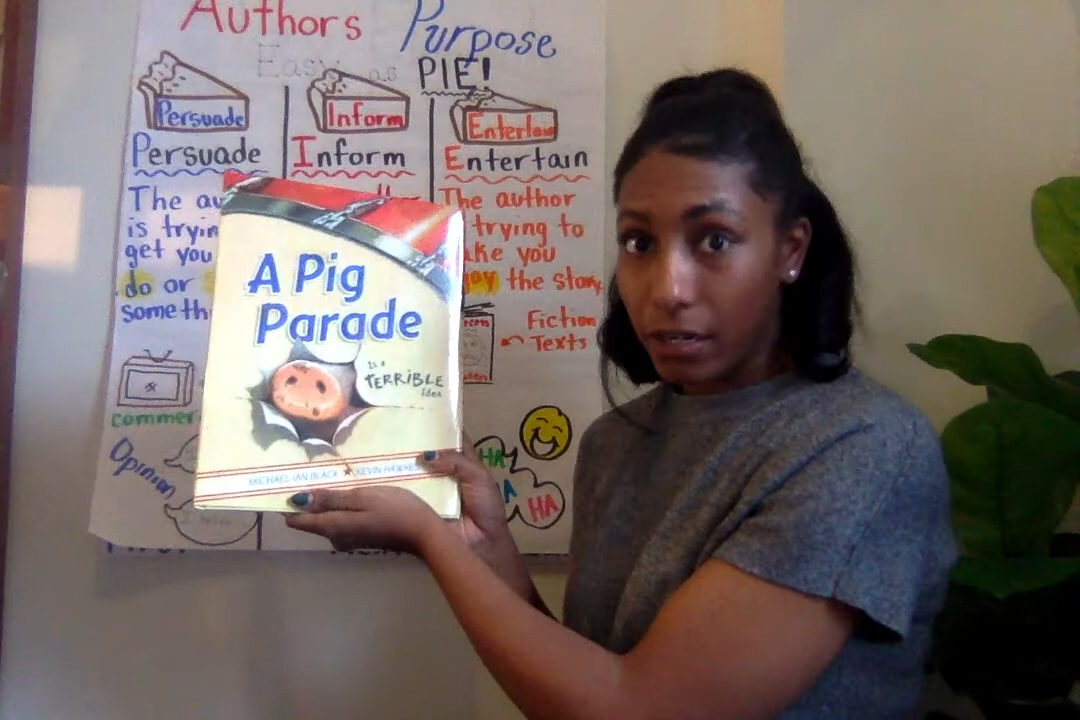 Authors Purpose
Easy as PIE!
Persuade
Inform
Entertain
Persuade
Inform
Entertain
The au
is tryin
get you
do or
someth
The author
trying to
ke you
the story
Fiction
Texts
commer
Opinion
HA
HA
A Pig
Parade
is a
TERRIBLE
idea
MICHAEL IAN BLACK ★ KEVIN HAWKES